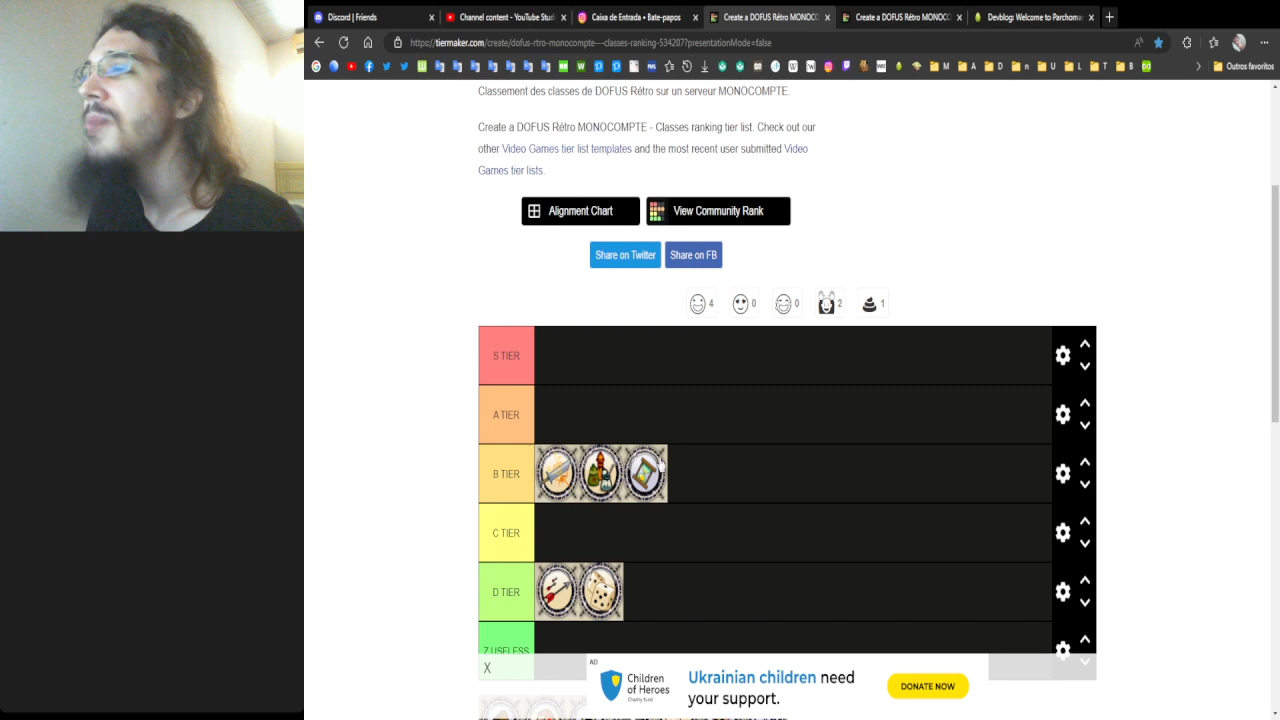 Discord | Friends
Channel content - YouTube Stud
Caixa de Entrada • Bate-papos
Create a DOFUS Rétro MONOCO
Create a DOFUS Rétro MONOCO
Devblog: Welcome to Parchomar
https://tiermaker.com/create/dofus-rtro-monocompte---classes-ranking-534207?presentationMode=false
Outros favoritos
Classement des classes de DOFUS Rétro sur un serveur MONOCOMPTE.
Create a DOFUS Rétro MONOCOMPTE - Classes ranking tier list. Check out our
other Video Games tier list templates and the most recent user submitted Video
Games tier lists.
Alignment Chart
View Community Rank
Share on Twitter
Share on FB
4
0
0
2
1
S TIER
A TIER
B TIER
C TIER
D TIER
Z USELESS
X
AD
Children
of Heroes
Charity Fund
Ukrainian children need
your support.
DONATE NOW